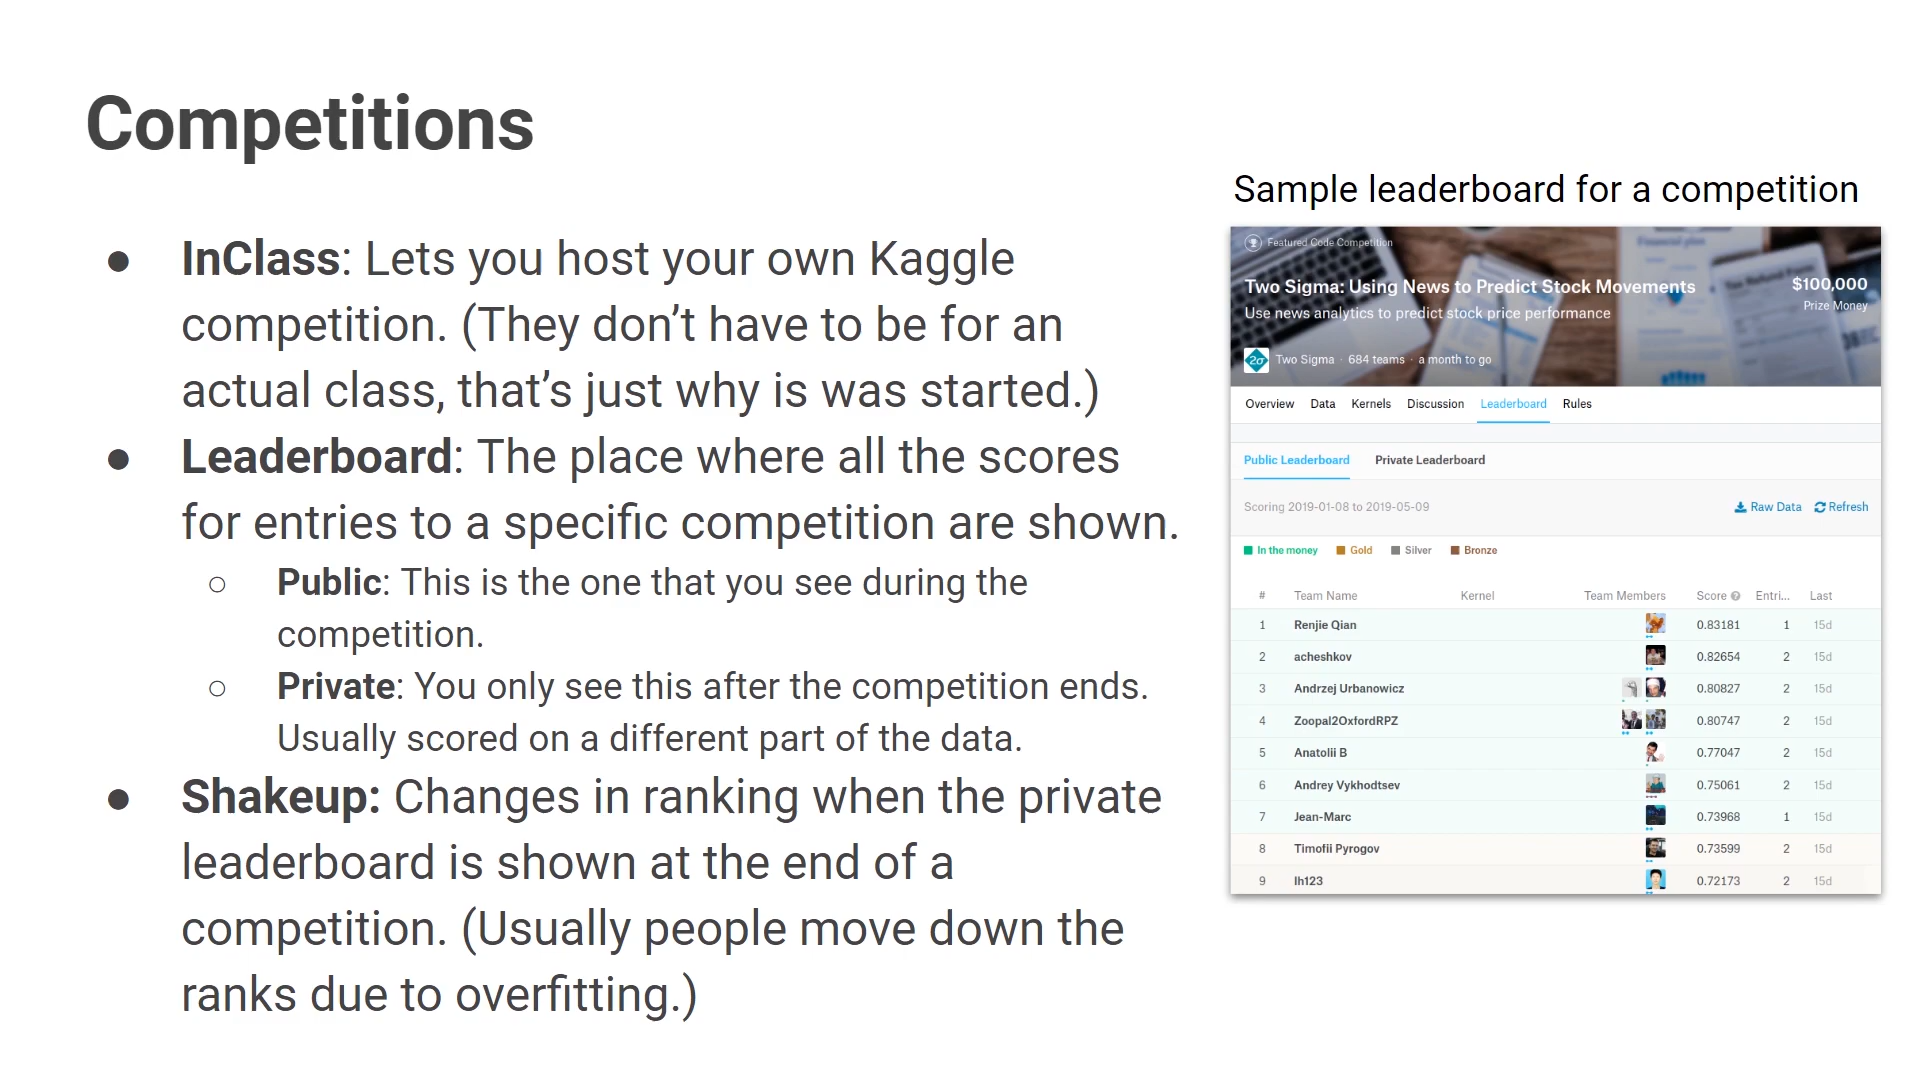 Competitions
● InClass: Lets you host your own Kaggle
competition. (They don’t have to be for an
actual class, that’s just why is was started.)
● Leaderboard: The place where all the scores
for entries to a specific competition are shown.
○ Public: This is the one that you see during the
competition.
○ Private: You only see this after the competition ends.
Usually scored on a different part of the data.
● Shakeup: Changes in ranking when the private
leaderboard is shown at the end of a
competition. (Usually people move down the
ranks due to overfitting.)
Sample leaderboard for a competition
Featured Code Competition
Two Sigma: Using News to Predict Stock Movements
Use news analytics to predict stock price performance
$100,000
Prize Money
2σ Two Sigma · 684 teams · a month to go
Overview Data Kernels Discussion Leaderboard Rules
Public Leaderboard Private Leaderboard
Scoring 2019-01-08 to 2019-05-09 Raw Data Refresh
In the money Gold Silver Bronze
# Team Name Kernel Team Members Score Entri... Last
1 Renjie Qian 0.83181 1 15d
2 acheshkov 0.82654 2 15d
3 Andrzej Urbanowicz 0.80827 2 15d
4 Zoopal2OxfordRPZ 0.80747 2 15d
5 Anatolii B 0.77047 2 15d
6 Andrey Vykhodtsev 0.75061 2 15d
7 Jean-Marc 0.73968 1 15d
8 Timofii Pyrogov 0.73599 2 15d
9 lh123 0.72173 2 15d